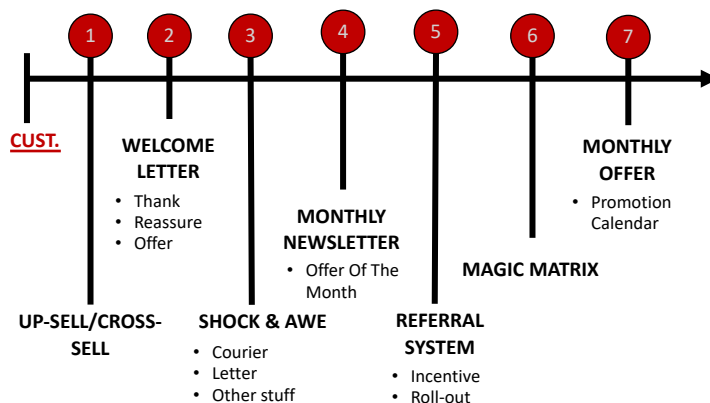 1
2
3
4
5
6
7
CUST.
UP-SELL/CROSS-
SELL
WELCOME
LETTER
• Thank
• Reassure
• Offer
SHOCK & AWE
• Courier
• Letter
• Other stuff
MONTHLY
NEWSLETTER
• Offer Of The
Month
REFERRAL
SYSTEM
• Incentive
• Roll-out
MAGIC MATRIX
MONTHLY
OFFER
• Promotion
Calendar